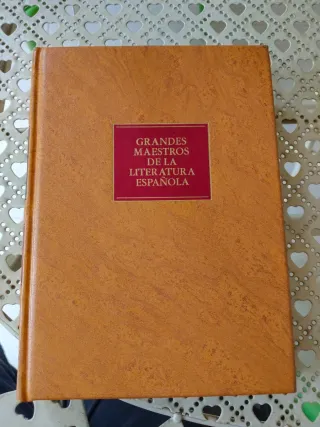 GRANDES
MAESTROS
DE LA
LITERATURA
ESPAÑOLA